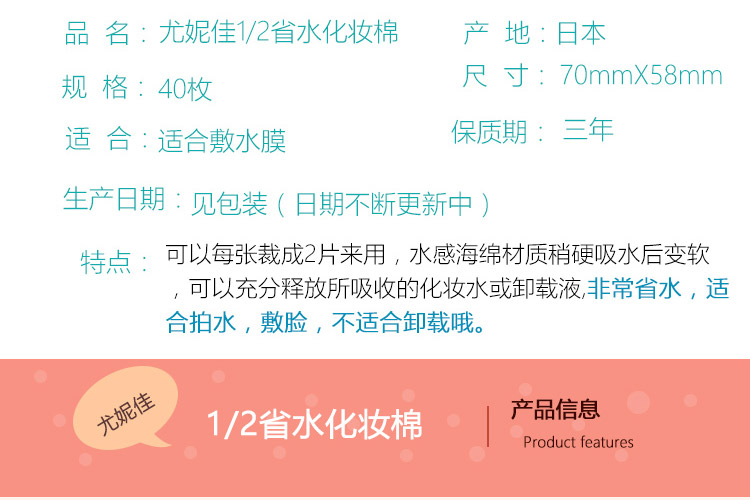 品 名：尤妮佳1/2省水化妆棉
产 地：日本
规 格：40枚
尺 寸：70mmX58mm
适 合：适合敷水膜
保质期：三年
生产日期：见包装（日期不断更新中）
特点：可以每张裁成2片来用，水感海绵材质稍硬吸水后变软
，可以充分释放所吸收的化妆水或卸载液,非常省水，适
合拍水，敷脸，不适合卸载哦。
尤妮佳
1/2省水化妆棉
产品信息
Product features